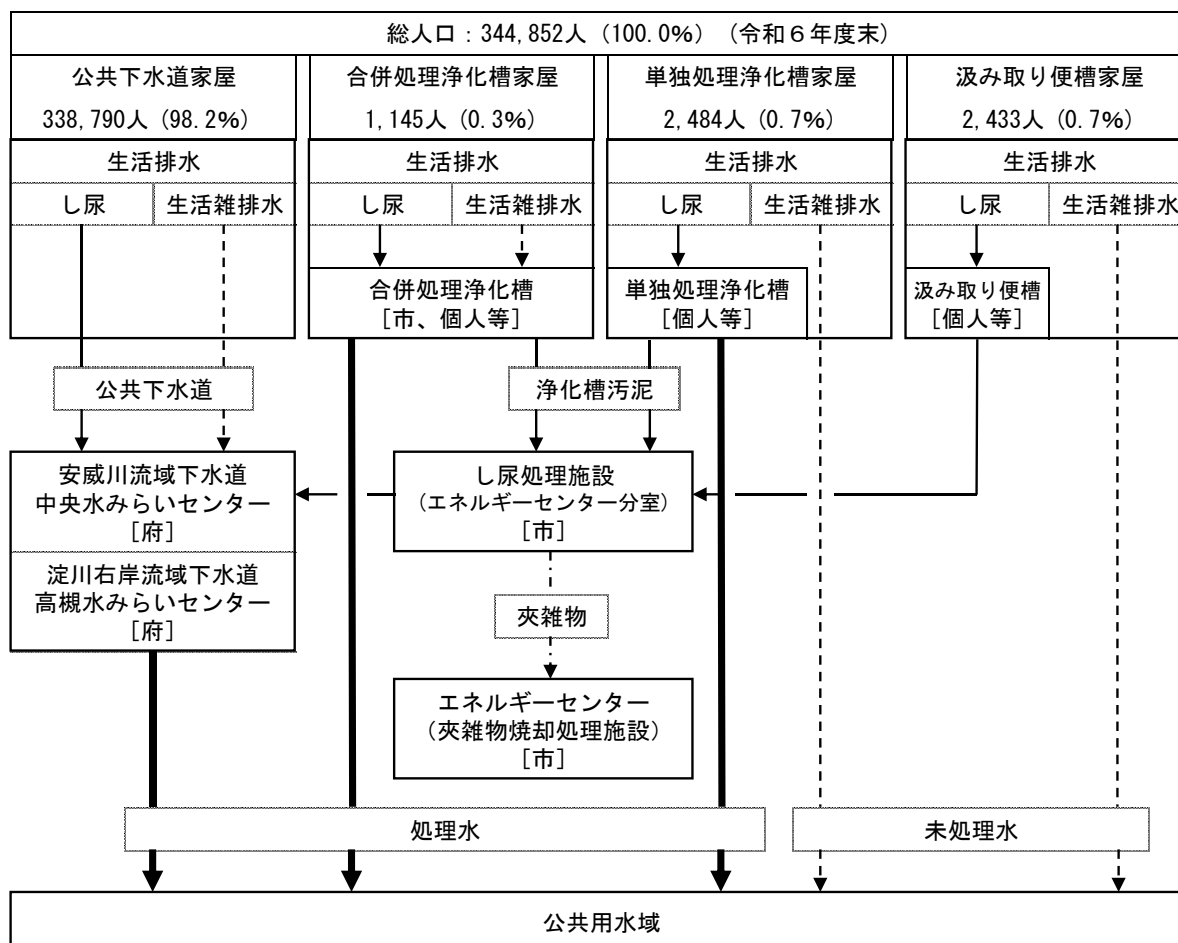 総人口：344,852人（100.0%）（令和６年度末）
公共下水道家屋
338,790人（98.2%）
合併処理浄化槽家屋
1,145人（0.3%）
単独処理浄化槽家屋
2,484人（0.7%）
汲み取り便槽家屋
2,433人（0.7%）
生活排水
生活排水
生活排水
生活排水
し尿
生活雑排水
し尿
生活雑排水
し尿
生活雑排水
し尿
生活雑排水
合併処理浄化槽
［市、個人等］
単独処理浄化槽
［個人等］
汲み取り便槽
［個人等］
公共下水道
浄化槽汚泥
安威川流域下水道
中央水みらいセンター
［府］
し尿処理施設
（エネルギーセンター分室）
［市］
淀川右岸流域下水道
高槻水みらいセンター
［府］
夾雑物
エネルギーセンター
（夾雑物焼却処理施設）
［市］
処理水
未処理水
公共用水域